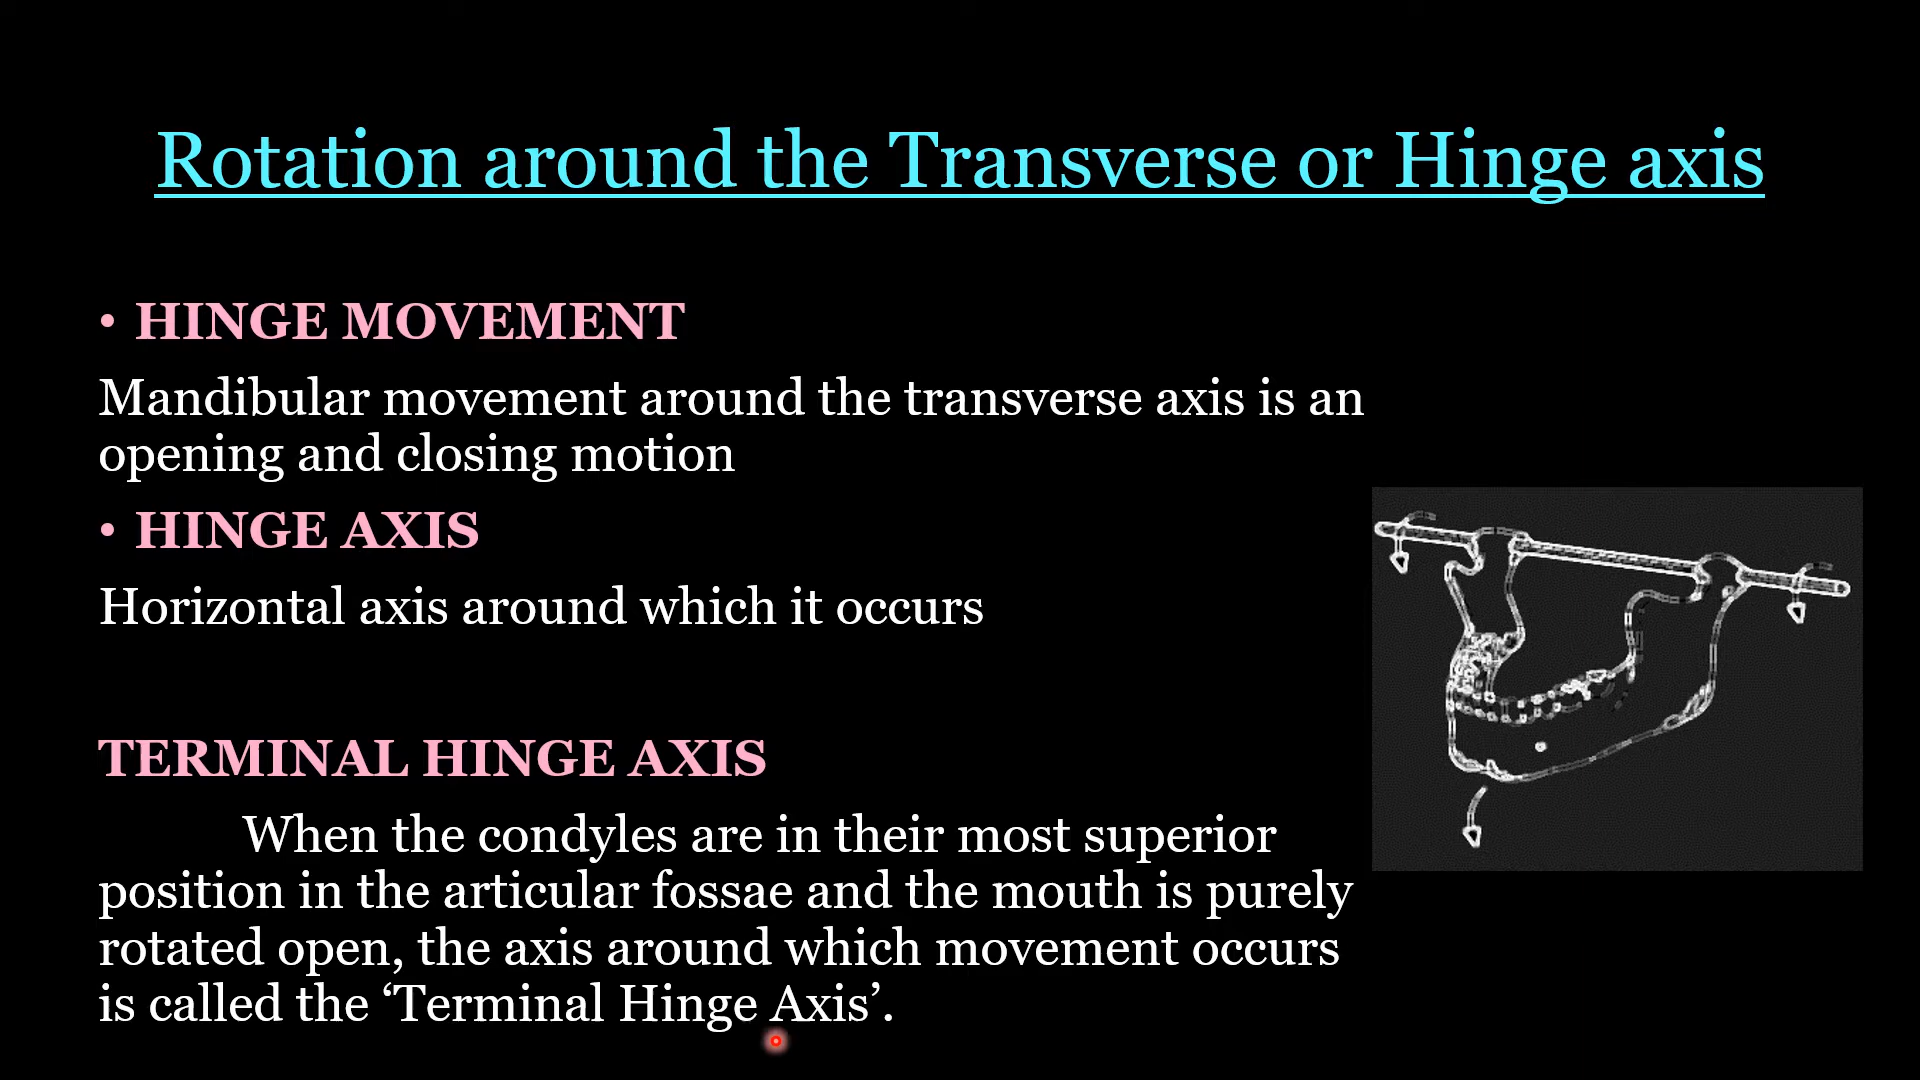 Rotation around the Transverse or Hinge axis
• HINGE MOVEMENT
Mandibular movement around the transverse axis is an
opening and closing motion
• HINGE AXIS
Horizontal axis around which it occurs
TERMINAL HINGE AXIS
When the condyles are in their most superior
position in the articular fossae and the mouth is purely
rotated open, the axis around which movement occurs
is called the ‘Terminal Hinge Axis’.